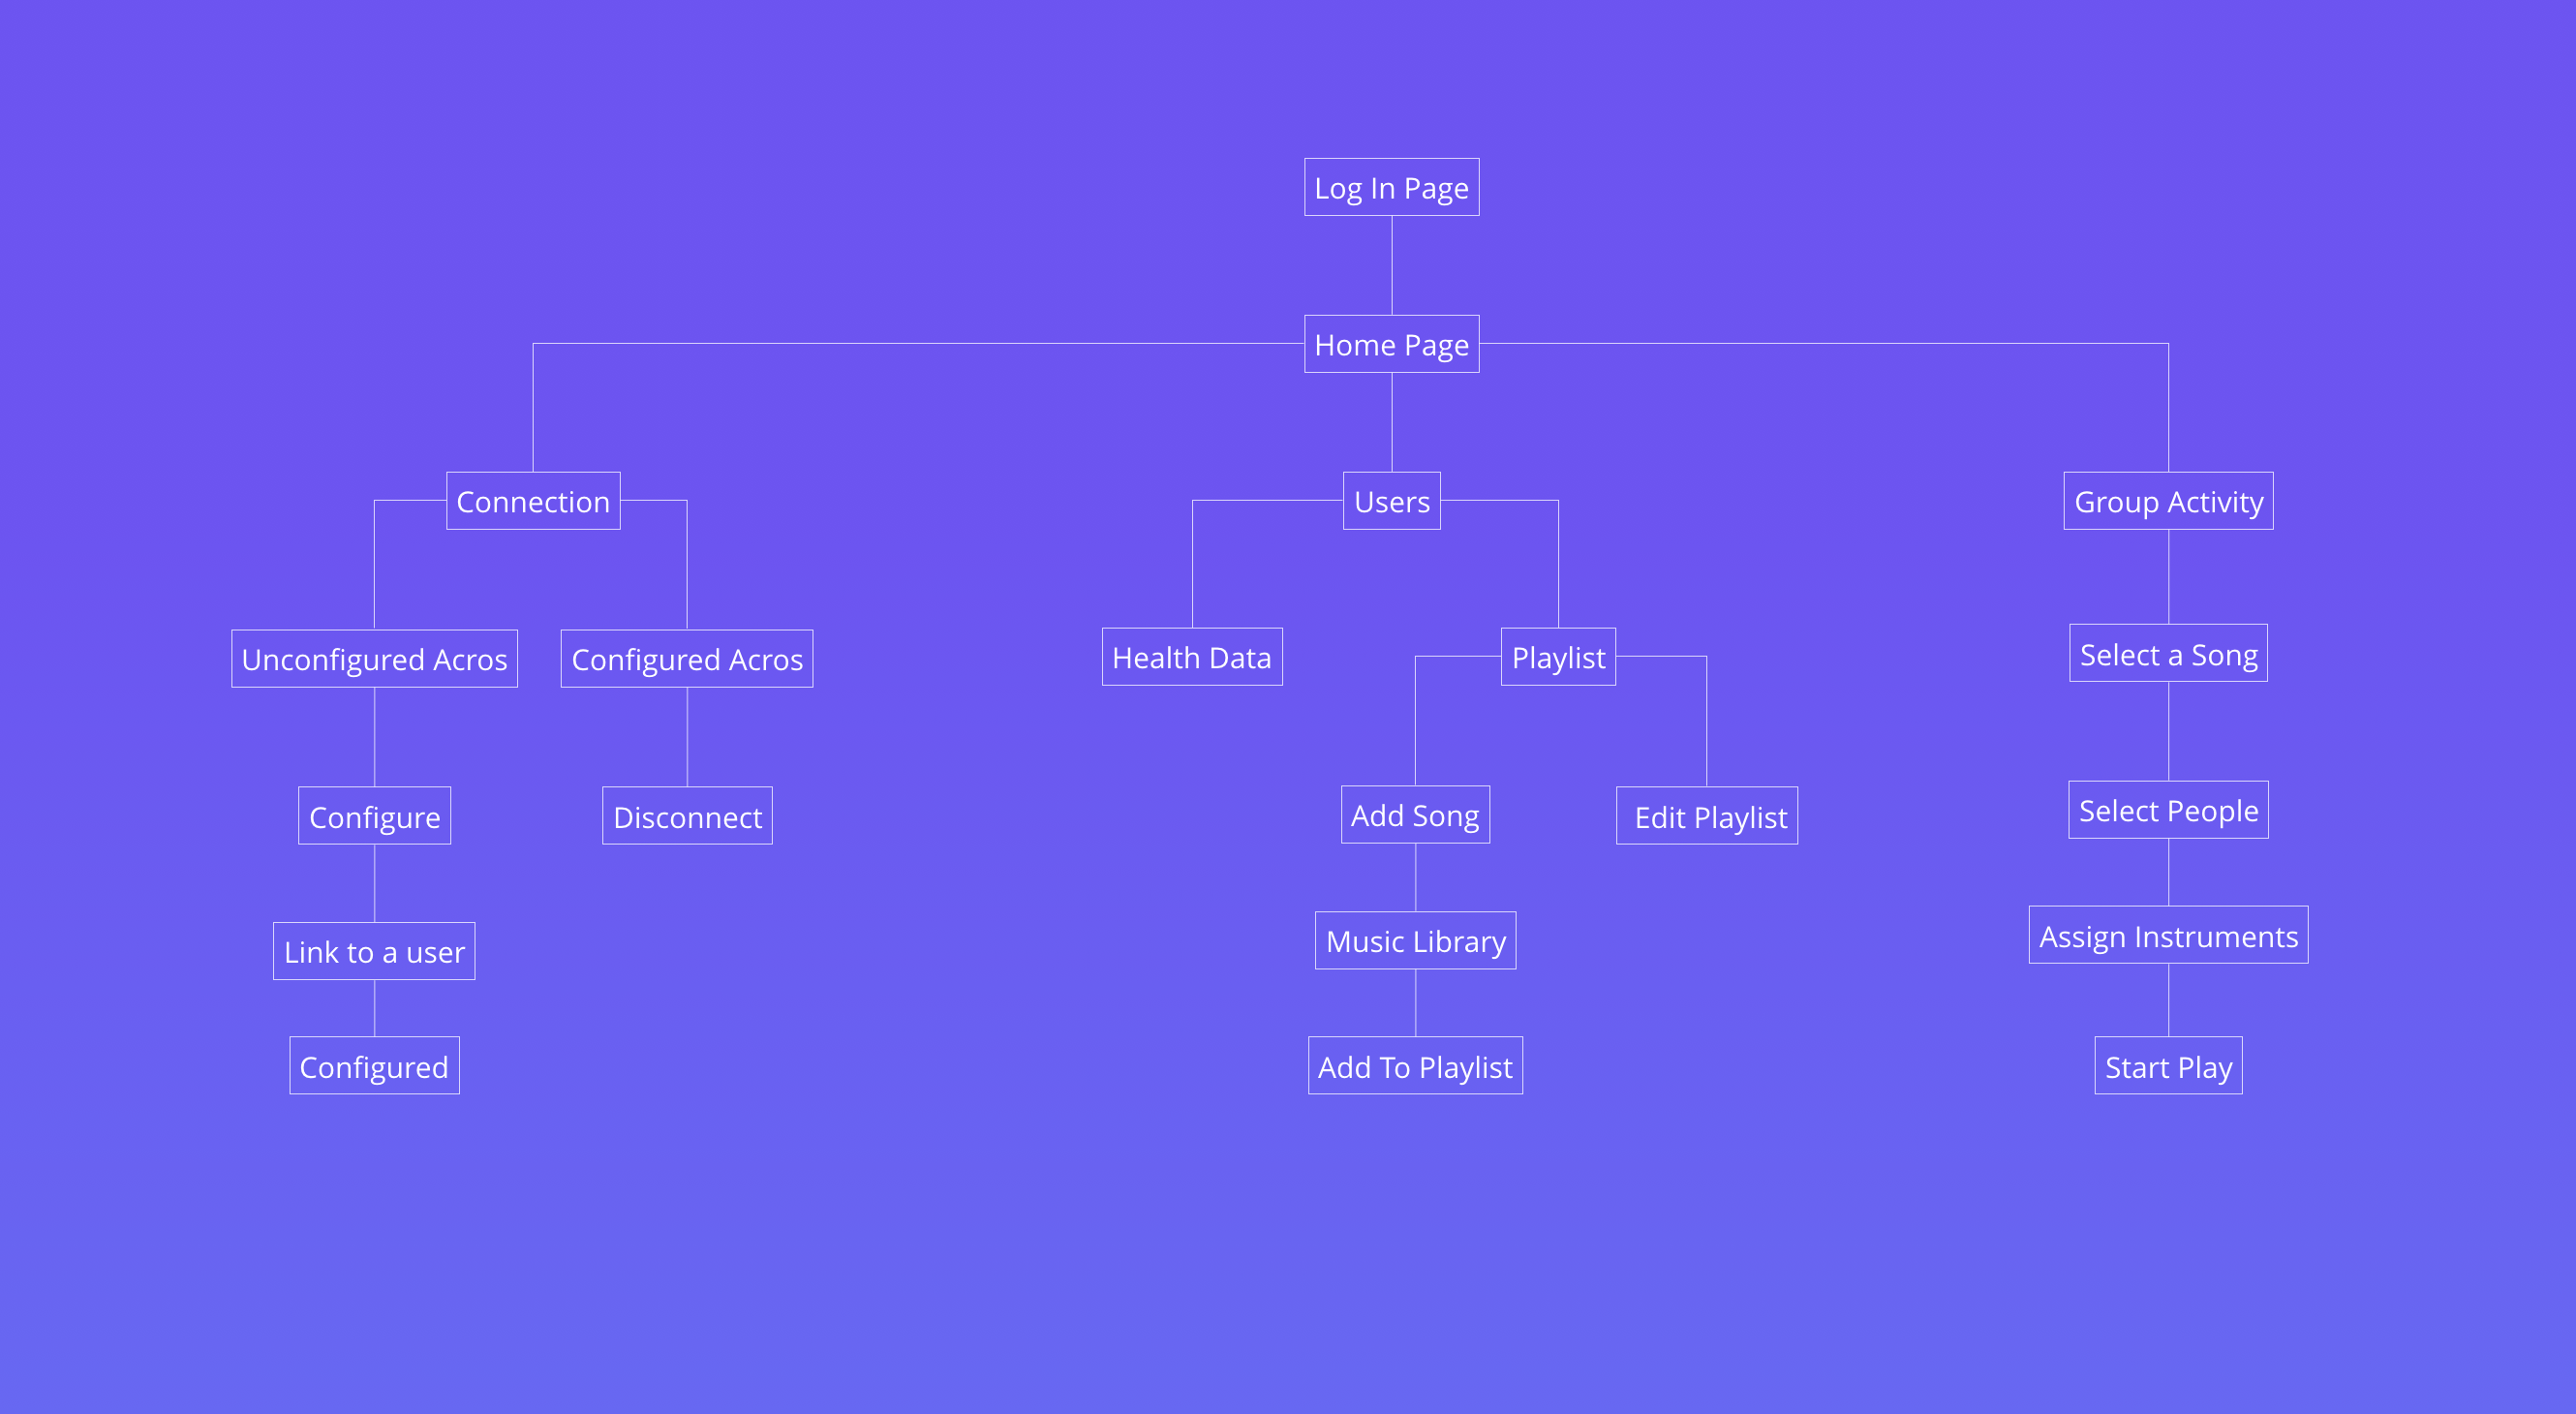 Log In Page
Home Page
Connection
Users
Group Activity
Unconfigured Acros
Configured Acros
Health Data
Playlist
Select a Song
Configure
Disconnect
Add Song
Edit Playlist
Select People
Link to a user
Music Library
Assign Instruments
Configured
Add To Playlist
Start Play